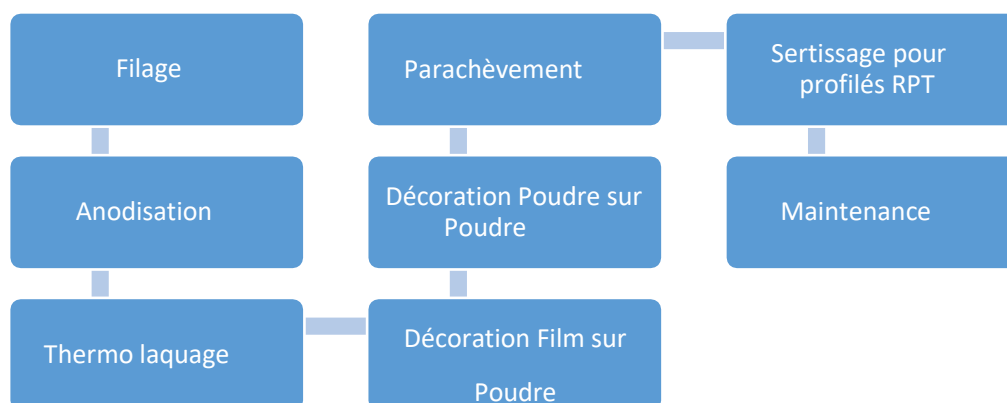 Filage
Anodisation
Thermo laquage
Décoration Film sur
Poudre
Décoration Poudre sur
Poudre
Parachèvement
Sertissage pour
profilés RPT
Maintenance